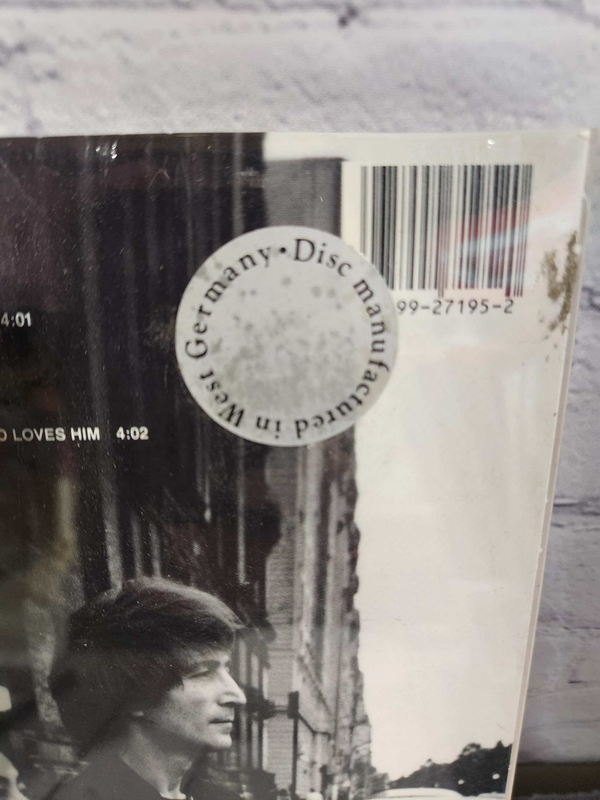 99-27195-2
Disc manufactured in West Germany •
4:01
O LOVES HIM 4:02